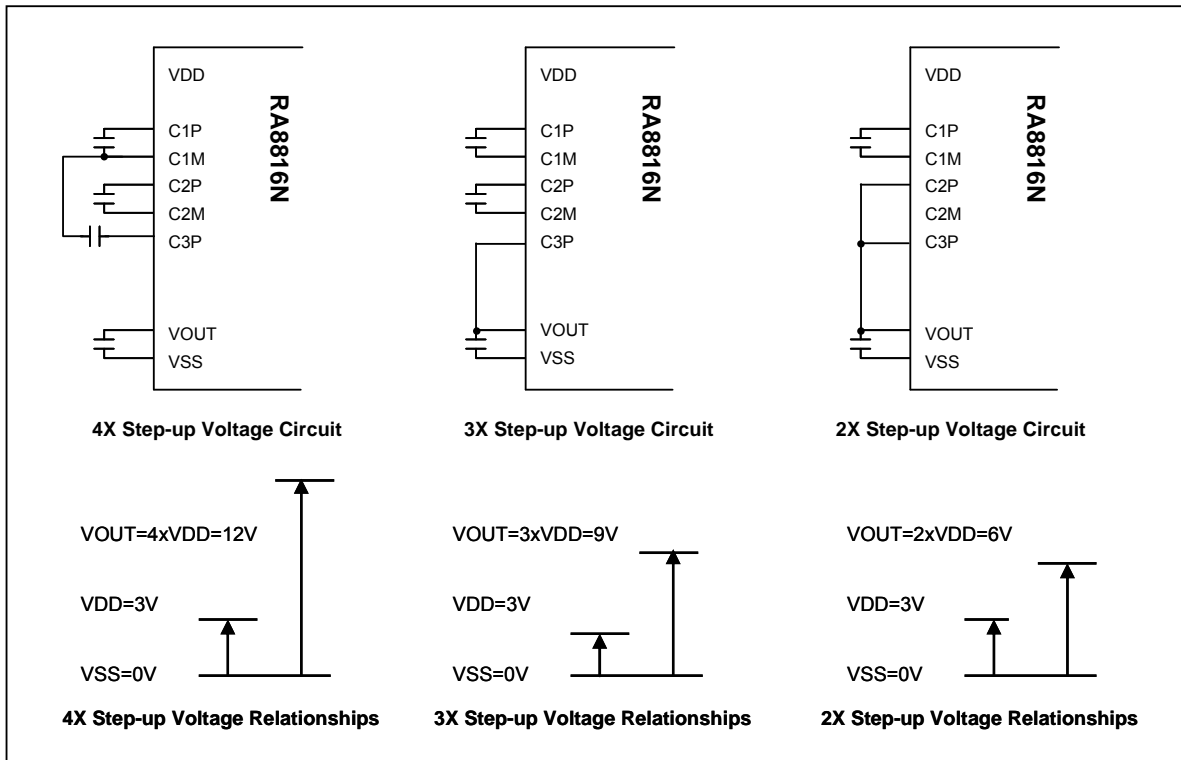 VDD
C1P
C1M
C2P
C2M
C3P
VOUT
VSS
RA8816N
4X Step-up Voltage Circuit
VDD
C1P
C1M
C2P
C2M
C3P
VOUT
VSS
RA8816N
3X Step-up Voltage Circuit
VDD
C1P
C1M
C2P
C2M
C3P
VOUT
VSS
RA8816N
2X Step-up Voltage Circuit
VOUT=4xVDD=12V
VDD=3V
VSS=0V
4X Step-up Voltage Relationships
VOUT=3xVDD=9V
VDD=3V
VSS=0V
3X Step-up Voltage Relationships
VOUT=2xVDD=6V
VDD=3V
VSS=0V
2X Step-up Voltage Relationships